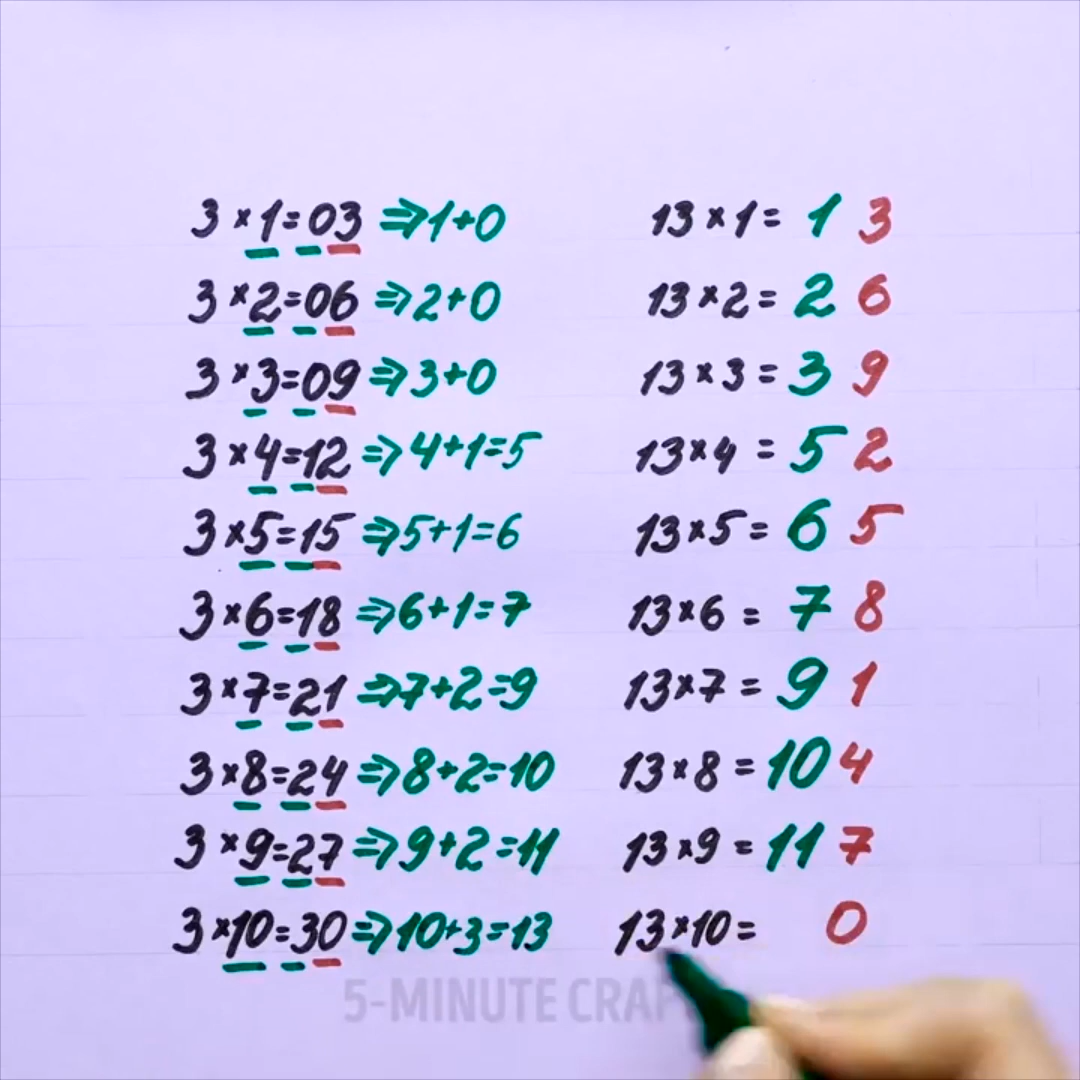 3 × 1 = 03 ⇒ 1+0 13 × 1 = 1 3
3 × 2 = 06 ⇒ 2+0 13 × 2 = 2 6
3 × 3 = 09 ⇒ 3+0 13 × 3 = 3 9
3 × 4 = 12 ⇒ 4+1=5 13 × 4 = 5 2
3 × 5 = 15 ⇒ 5+1=6 13 × 5 = 6 5
3 × 6 = 18 ⇒ 6+1=7 13 × 6 = 7 8
3 × 7 = 21 ⇒ 7+2=9 13 × 7 = 9 1
3 × 8 = 24 ⇒ 8+2=10 13 × 8 = 10 4
3 × 9 = 27 ⇒ 9+2=11 13 × 9 = 11 7
3 × 10 = 30 ⇒ 10+3=13 13 × 10 = 0
5-MINUTE